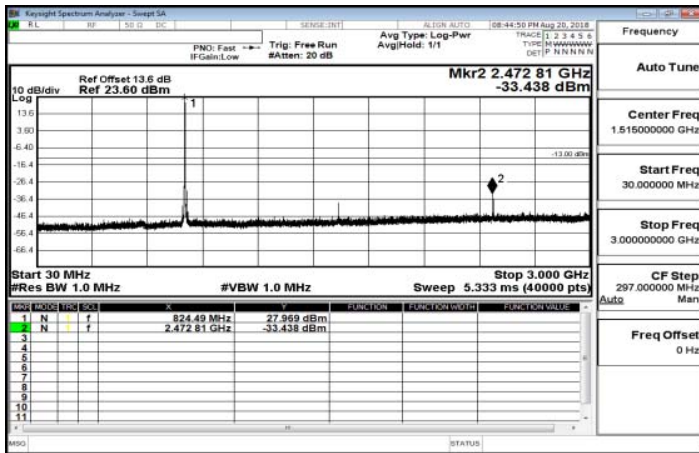 Keysight Spectrum Analyzer - Swept SA
RL RF 50 Ω DC SENSE:INT ALIGN AUTO 08:44:50 PM Aug 20, 2018
Frequency
Avg Type: Log-Pwr
TRACE 1 2 3 4 5 6
PNO: Fast Trig: Free Run Avg|Hold: 1/1
TYPE M WWWWW
IFGain:Low #Atten: 20 dB
DET P N N N N N
Auto Tune
Mkr2 2.472 81 GHz
-33.438 dBm
Ref Offset 13.6 dB
10 dB/div Ref 23.60 dBm
Log
13.6
3.60
-6.40
-16.4
-26.4
-36.4
-46.4
-56.4
-66.4
1
-13.00 dBm
2
Center Freq
1.515000000 GHz
Start Freq
30.000000 MHz
Stop Freq
3.000000000 GHz
Start 30 MHz Stop 3.000 GHz
#Res BW 1.0 MHz #VBW 1.0 MHz Sweep 5.333 ms (40000 pts)
CF Step
297.000000 MHz
Auto Man
MKR MODE TRC SCL X Y FUNCTION FUNCTION WIDTH FUNCTION VALUE
1 N 1 f 824.49 MHz 27.969 dBm
2 N 1 f 2.472 81 GHz -33.438 dBm
3
4
5
6
7
8
9
10
11
Freq Offset
0 Hz
MSG STATUS